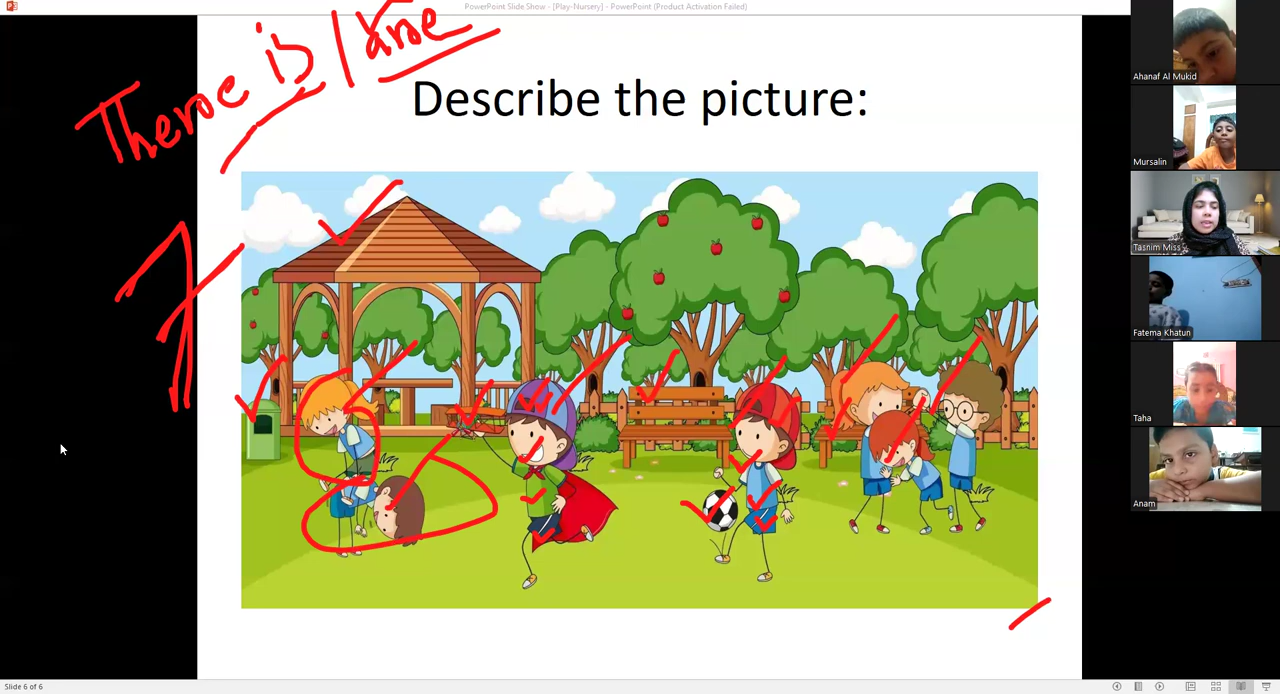 PowerPoint Slide Show - [Play-Nursery] - PowerPoint (Product Activation Failed)
There is / are
Describe the picture:
Ahanaf Al Mukid
Mursalin
Tasnim Miss
Fatema Khatun
Taha
Anam
Slide 6 of 6